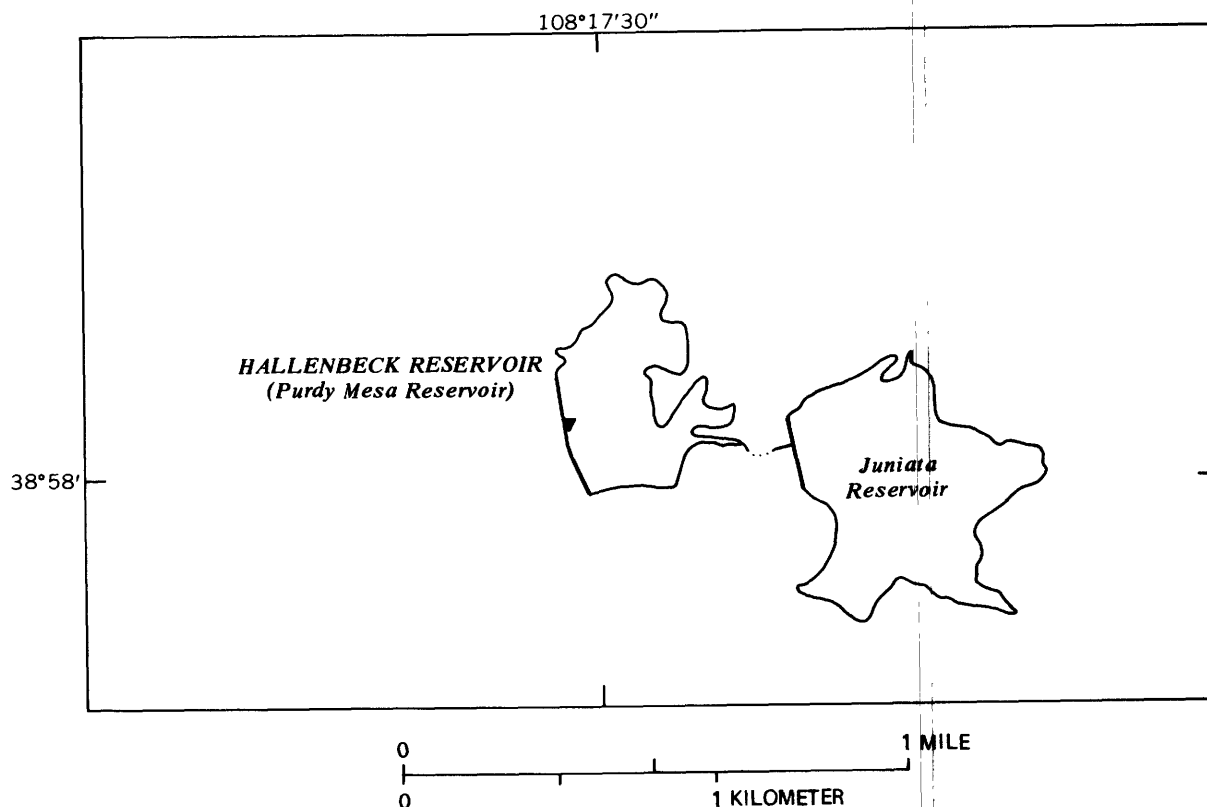 108°17'30"
HALLENBECK RESERVOIR
(Purdy Mesa Reservoir)
38°58'
Juniata
Reservoir
0
1 MILE
0
1 KILOMETER